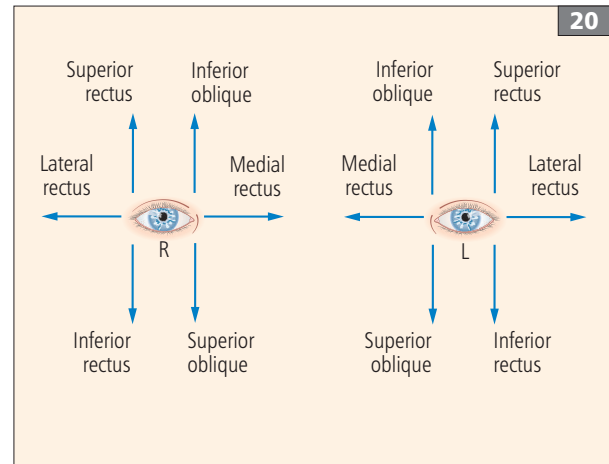 20
Superior
rectus
Inferior
oblique
Inferior
oblique
Superior
rectus
Lateral
rectus
Medial
rectus
Medial
rectus
Lateral
rectus
R
L
Inferior
rectus
Superior
oblique
Superior
oblique
Inferior
rectus